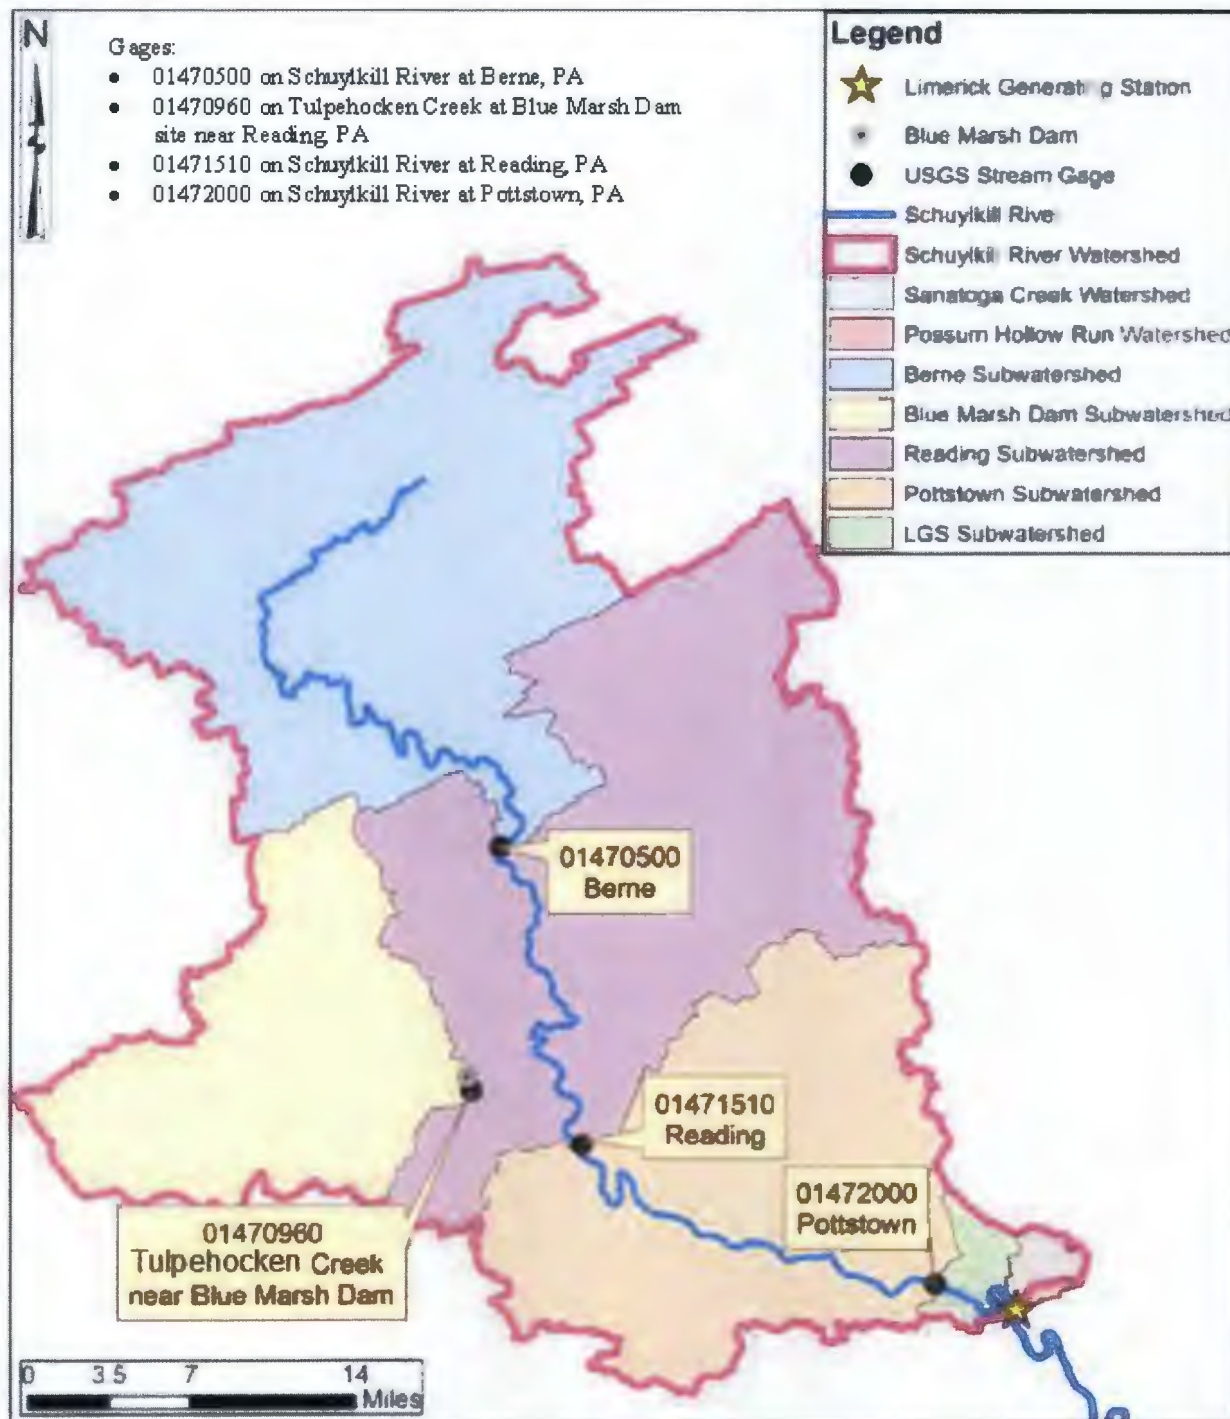 N
Gages:
• 01470500 on Schuylkill River at Berne, PA
• 01470960 on Tulpehocken Creek at Blue Marsh Dam
site near Reading, PA
• 01471510 on Schuylkill River at Reading, PA
• 01472000 on Schuylkill River at Pottstown, PA
Legend
Limerick Generating Station
Blue Marsh Dam
USGS Stream Gage
Schuylkill Rive
Schuylkil River Watershed
Sanatoga Creek Watershed
Possum Hollow Run Watershed
Berne Subwatershed
Blue Marsh Dam Subwatershed
Reading Subwatershed
Pottstown Subwatershed
LGS Subwatershed
01470500
Berne
01471510
Reading
01472000
Pottstown
01470960
Tulpehocken Creek
near Blue Marsh Dam
0 3 5 7 14
Miles